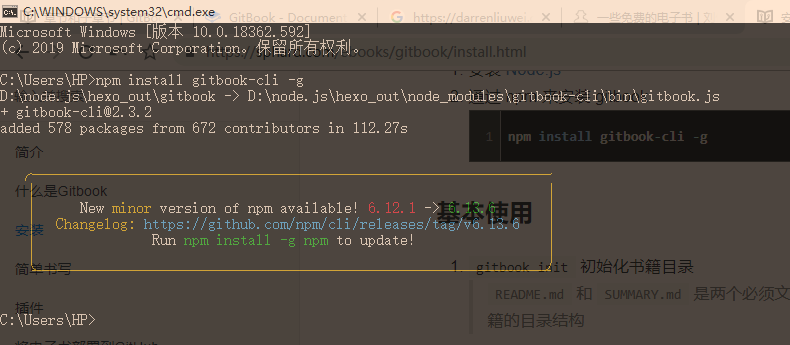 C:\WINDOWS\system32\cmd.exe
GitBook - Document
https://darrenliuwei
一些免费的电子书 |
Microsoft Windows [版本 10.0.18362.592]
(c) 2019 Microsoft Corporation。保留所有权利。
books/gitbook/install.html
1. 安装 Node.js
C:\Users\HP>npm install gitbook-cli -g
D:\node.js\hexo_out\gitbook -> D:\node.js\hexo_out\node_modules\gitbook-cli\bin\gitbook.js
+ gitbook-cli@2.3.2
added 578 packages from 672 contributors in 112.27s
1 npm install gitbook-cli -g
简介
什么是Gitbook
New minor version of npm available! 6.12.1 -> 6.13.6
基本使用
Changelog: https://github.com/npm/cli/releases/tag/v6.13.6
安装
Run npm install -g npm to update!
简单书写
1. gitbook init 初始化书籍目录
README.md 和 SUMMARY.md 是两个必须文
插件
C:\Users\HP>
籍的目录结构